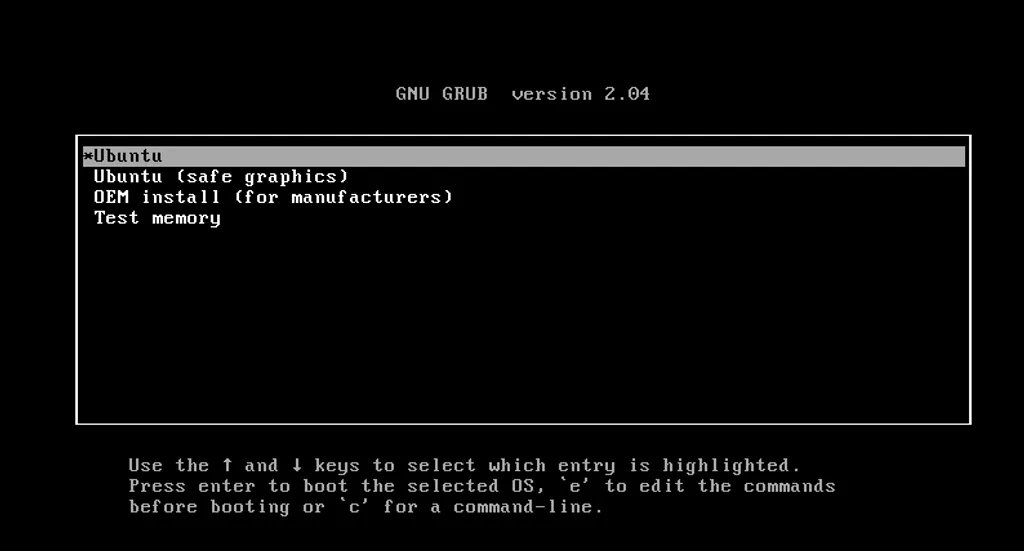 GNU GRUB  version 2.04
*Ubuntu
Ubuntu (safe graphics)
OEM install (for manufacturers)
Test memory
Use the ↑ and ↓ keys to select which entry is highlighted.
Press enter to boot the selected OS, `e' to edit the commands
before booting or `c' for a command-line.